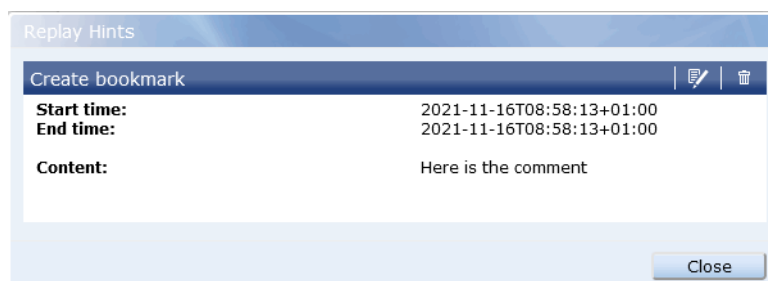 Replay Hints
Create bookmark
Start time: 2021-11-16T08:58:13+01:00
End time: 2021-11-16T08:58:13+01:00
Content: Here is the comment
Close